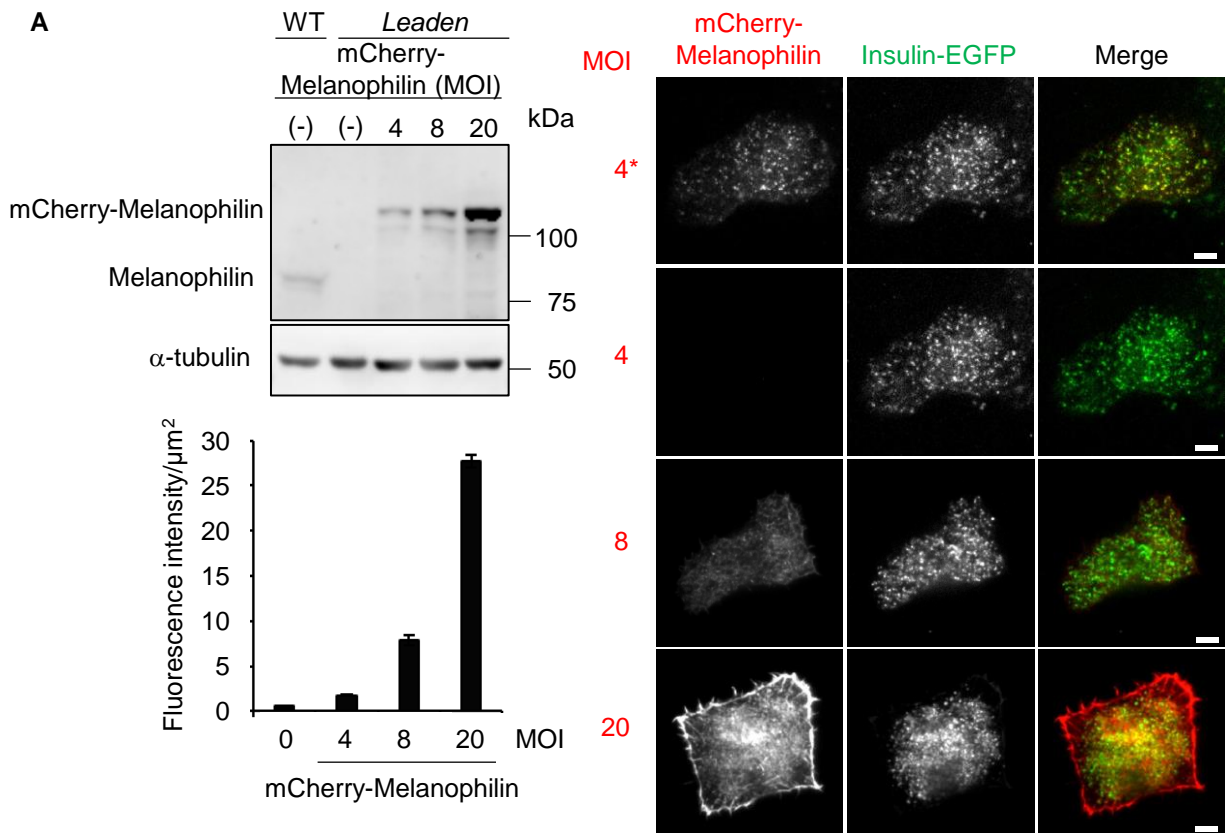 A
WT Leaden
mCherry-
Melanophilin (MOI)
(-) (-) 4 8 20 kDa
mCherry-Melanophilin
100
Melanophilin
75
α-tubulin
50
Fluorescence intensity/µm²
30
25
20
15
10
5
0
0 4 8 20 MOI
mCherry-Melanophilin
MOI
mCherry-
Melanophilin
Insulin-EGFP
Merge
4*
4
8
20